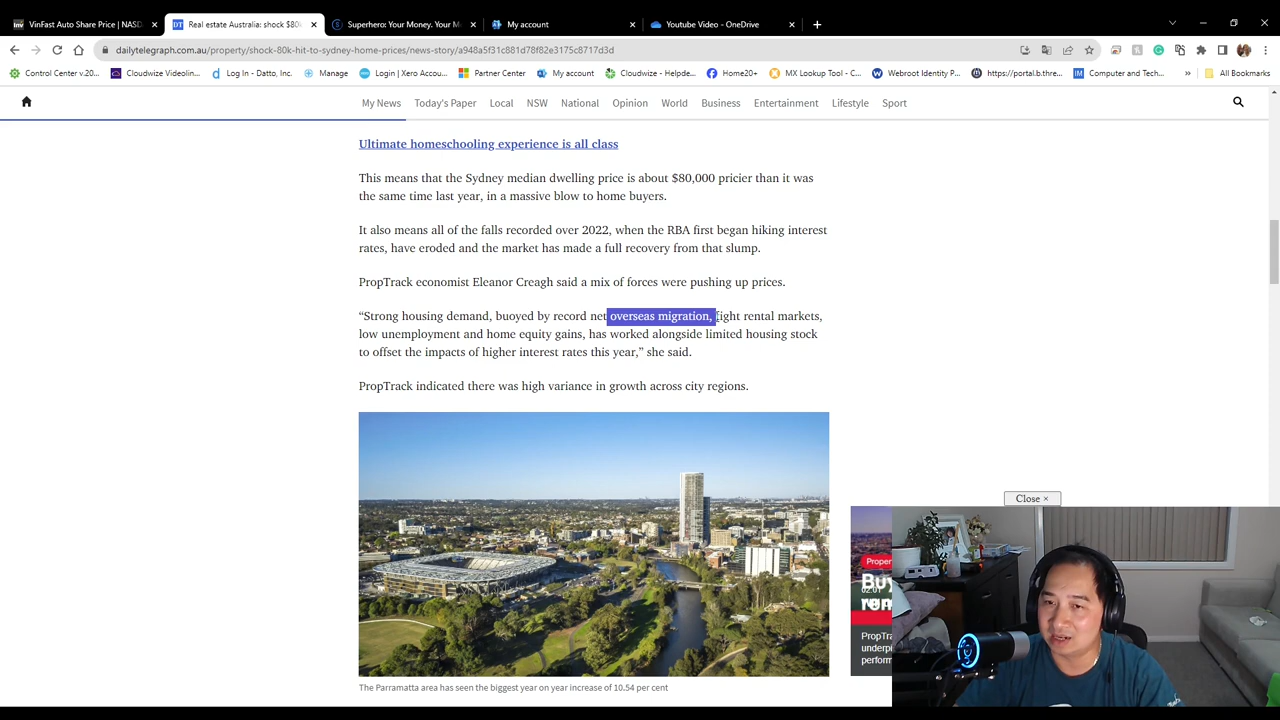 VinFast Auto Share Price | NASD
Real estate Australia: shock $80k
Superhero: Your Money. Your M
My account
Youtube Video - OneDrive
dailytelegraph.com.au/property/shock-80k-hit-to-sydney-home-prices/news-story/a948a5f31c881d78f82e3175c8717d3d
Control Center v.20...
Cloudwize Videolin...
Log In - Datto, Inc.
Manage
Login | Xero Accou...
Partner Center
My account
Cloudwize - Helpde...
Home20+
MX Lookup Tool - C...
Webroot Identity P...
https://portal.b.thre...
Computer and Tech...
All Bookmarks
My News
Today's Paper
Local
NSW
National
Opinion
World
Business
Entertainment
Lifestyle
Sport
Ultimate homeschooling experience is all class
This means that the Sydney median dwelling price is about $80,000 pricier than it was
the same time last year, in a massive blow to home buyers.
It also means all of the falls recorded over 2022, when the RBA first began hiking interest
rates, have eroded and the market has made a full recovery from that slump.
PropTrack economist Eleanor Creagh said a mix of forces were pushing up prices.
“Strong housing demand, buoyed by record net overseas migration, tight rental markets,
low unemployment and home equity gains, has worked alongside limited housing stock
to offset the impacts of higher interest rates this year,” she said.
PropTrack indicated there was high variance in growth across city regions.
Close ×
The Parramatta area has seen the biggest year on year increase of 10.54 per cent